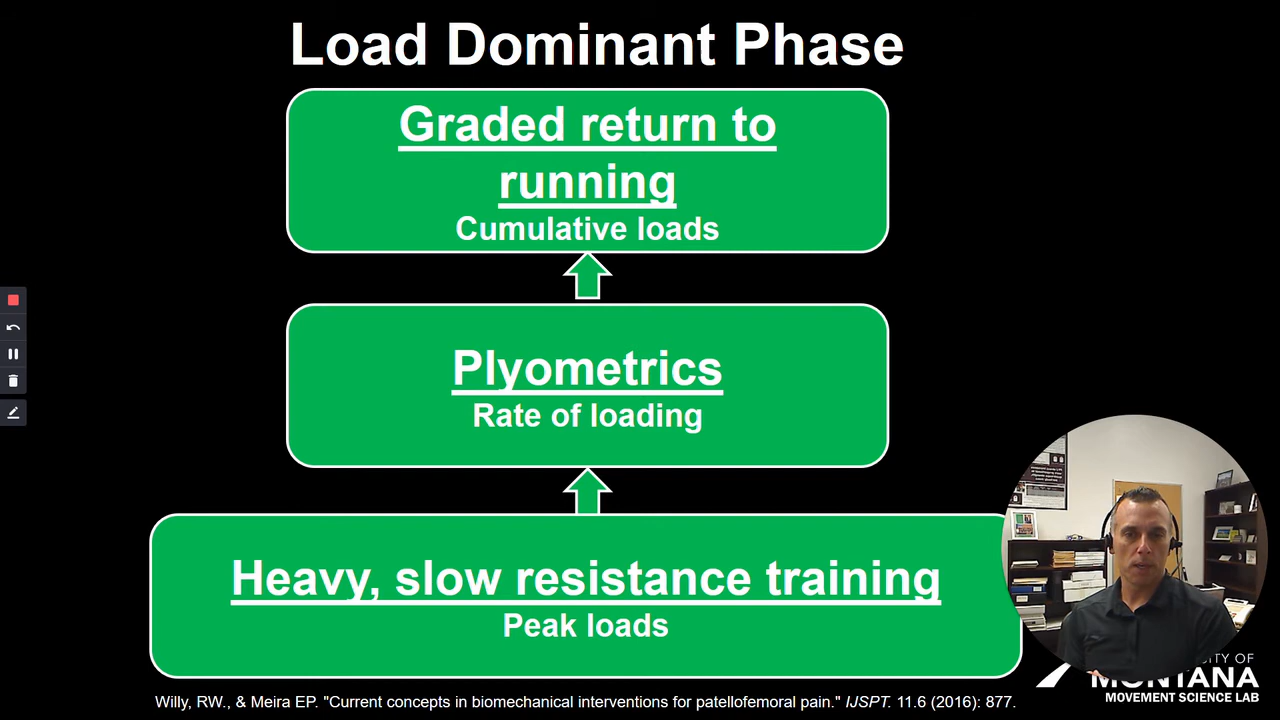 Load Dominant Phase
Graded return to
running
Cumulative loads
Plyometrics
Rate of loading
Heavy, slow resistance training
Peak loads
Willy, RW., & Meira EP. "Current concepts in biomechanical interventions for patellofemoral pain." IJSPT. 11.6 (2016): 877.
OF
MONTANA
MOVEMENT SCIENCE LAB